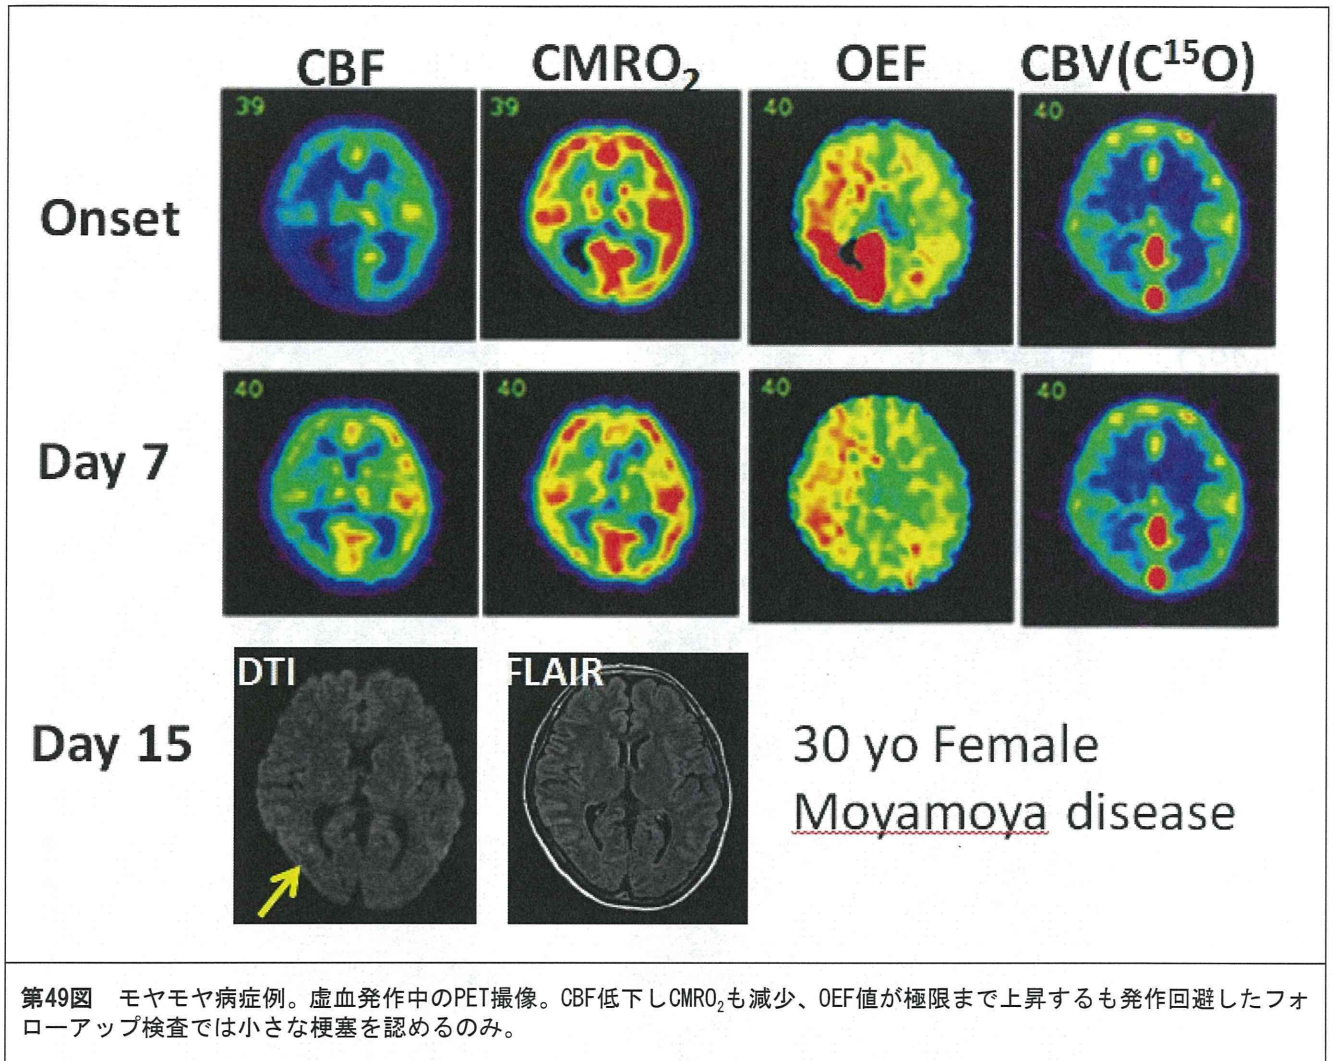 CBF CMRO₂ OEF CBV(C¹⁵O)
Onset
39 39 40 40
Day 7
40 40 40 40
Day 15
DTI FLAIR
30 yo Female
Moyamoya disease
第49図　モヤモヤ病症例。虚血発作中のPET撮像。CBF低下しCMRO₂も減少、OEF値が極限まで上昇するも発作回避したフォ
ローアップ検査では小さな梗塞を認めるのみ。